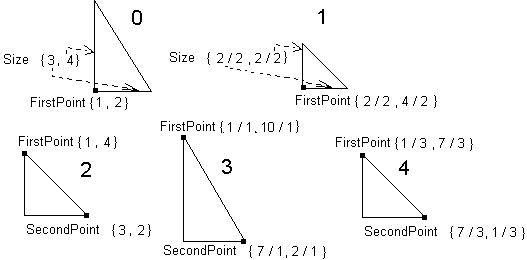 0
1
Size {3, 4}
Size { 2 / 2 , 2 / 2 }
FirstPoint {1, 2}
FirstPoint { 2 / 2 , 4 / 2 }
FirstPoint {1, 4}
2
SecondPoint {3, 2}
FirstPoint {1 / 1, 10 / 1}
3
SecondPoint {7 / 1, 2 / 1}
FirstPoint {1 / 3 , 7 / 3}
4
SecondPoint {7 / 3, 1 / 3}